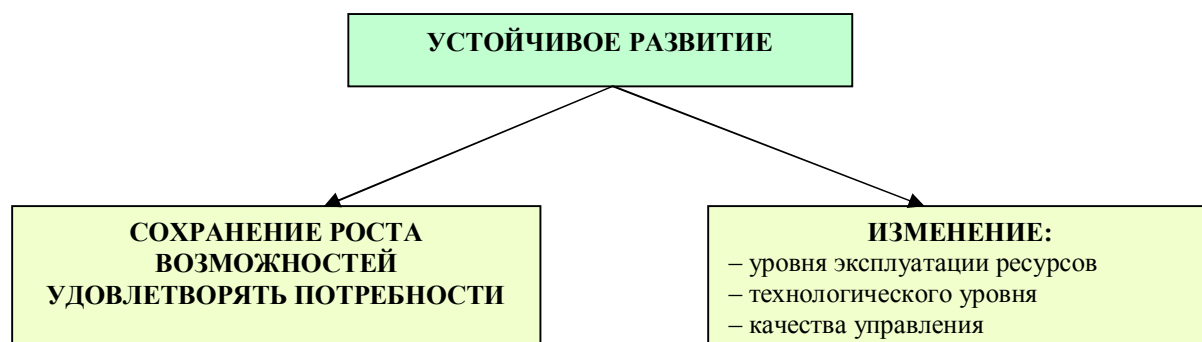 УСТОЙЧИВОЕ РАЗВИТИЕ
СОХРАНЕНИЕ РОСТА
ВОЗМОЖНОСТЕЙ
УДОВЛЕТВОРЯТЬ ПОТРЕБНОСТИ
ИЗМЕНЕНИЕ:
– уровня эксплуатации ресурсов
– технологического уровня
– качества управления